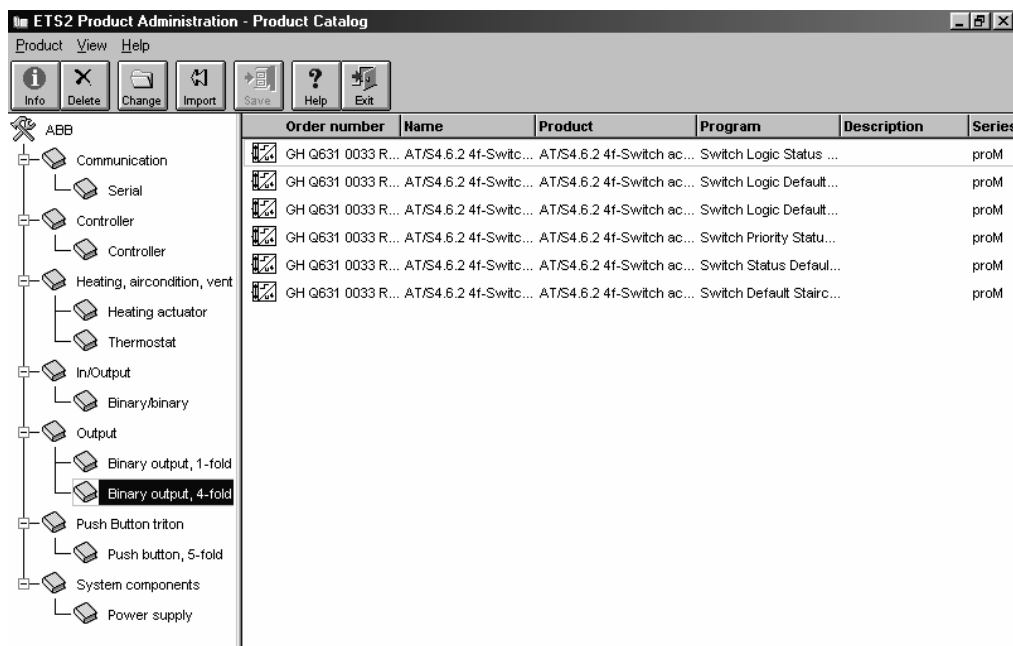 ETS2 Product Administration - Product Catalog
Product View Help
Info Delete Change Import Save Help Exit
ABB
Communication
Serial
Controller
Controller
Heating, aircondition, vent
Heating actuator
Thermostat
In/Output
Binary/binary
Output
Binary output, 1-fold
Binary output, 4-fold
Push Button triton
Push button, 5-fold
System components
Power supply
Order number Name Product Program Description Series
GH Q631 0033 R... AT/S4.6.2 4f-Switc... AT/S4.6.2 4f-Switch ac... Switch Logic Status ... proM
GH Q631 0033 R... AT/S4.6.2 4f-Switc... AT/S4.6.2 4f-Switch ac... Switch Logic Default... proM
GH Q631 0033 R... AT/S4.6.2 4f-Switc... AT/S4.6.2 4f-Switch ac... Switch Logic Default... proM
GH Q631 0033 R... AT/S4.6.2 4f-Switc... AT/S4.6.2 4f-Switch ac... Switch Priority Statu... proM
GH Q631 0033 R... AT/S4.6.2 4f-Switc... AT/S4.6.2 4f-Switch ac... Switch Status Defaul... proM
GH Q631 0033 R... AT/S4.6.2 4f-Switc... AT/S4.6.2 4f-Switch ac... Switch Default Stairc... proM